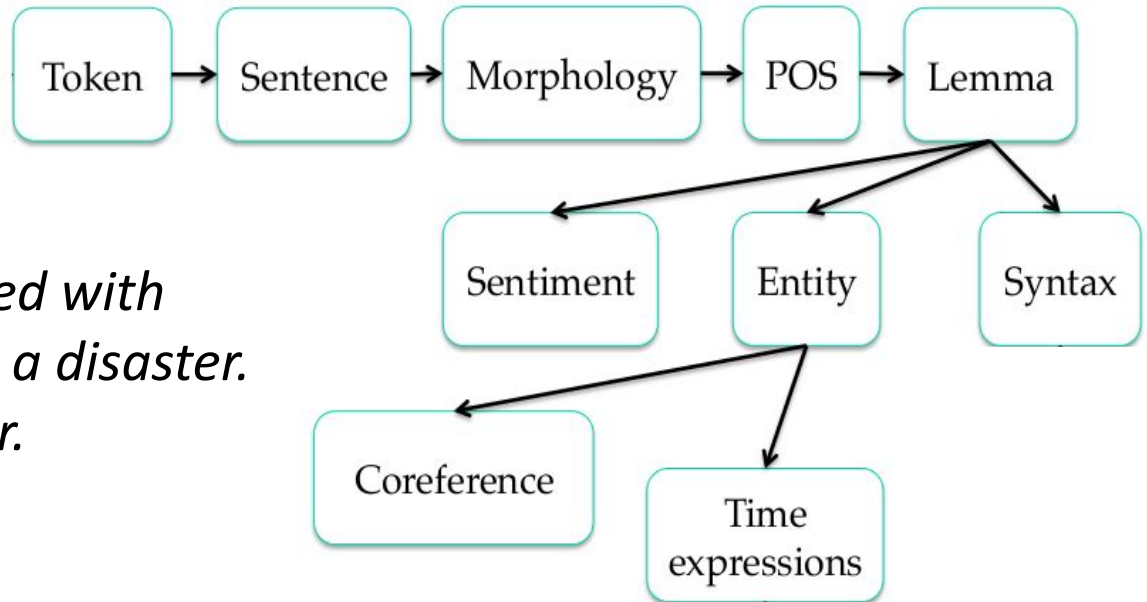 Token
Sentence
Morphology
POS
Lemma
Sentiment
Entity
Syntax
ed with
a disaster.
r.
Coreference
Time
expressions